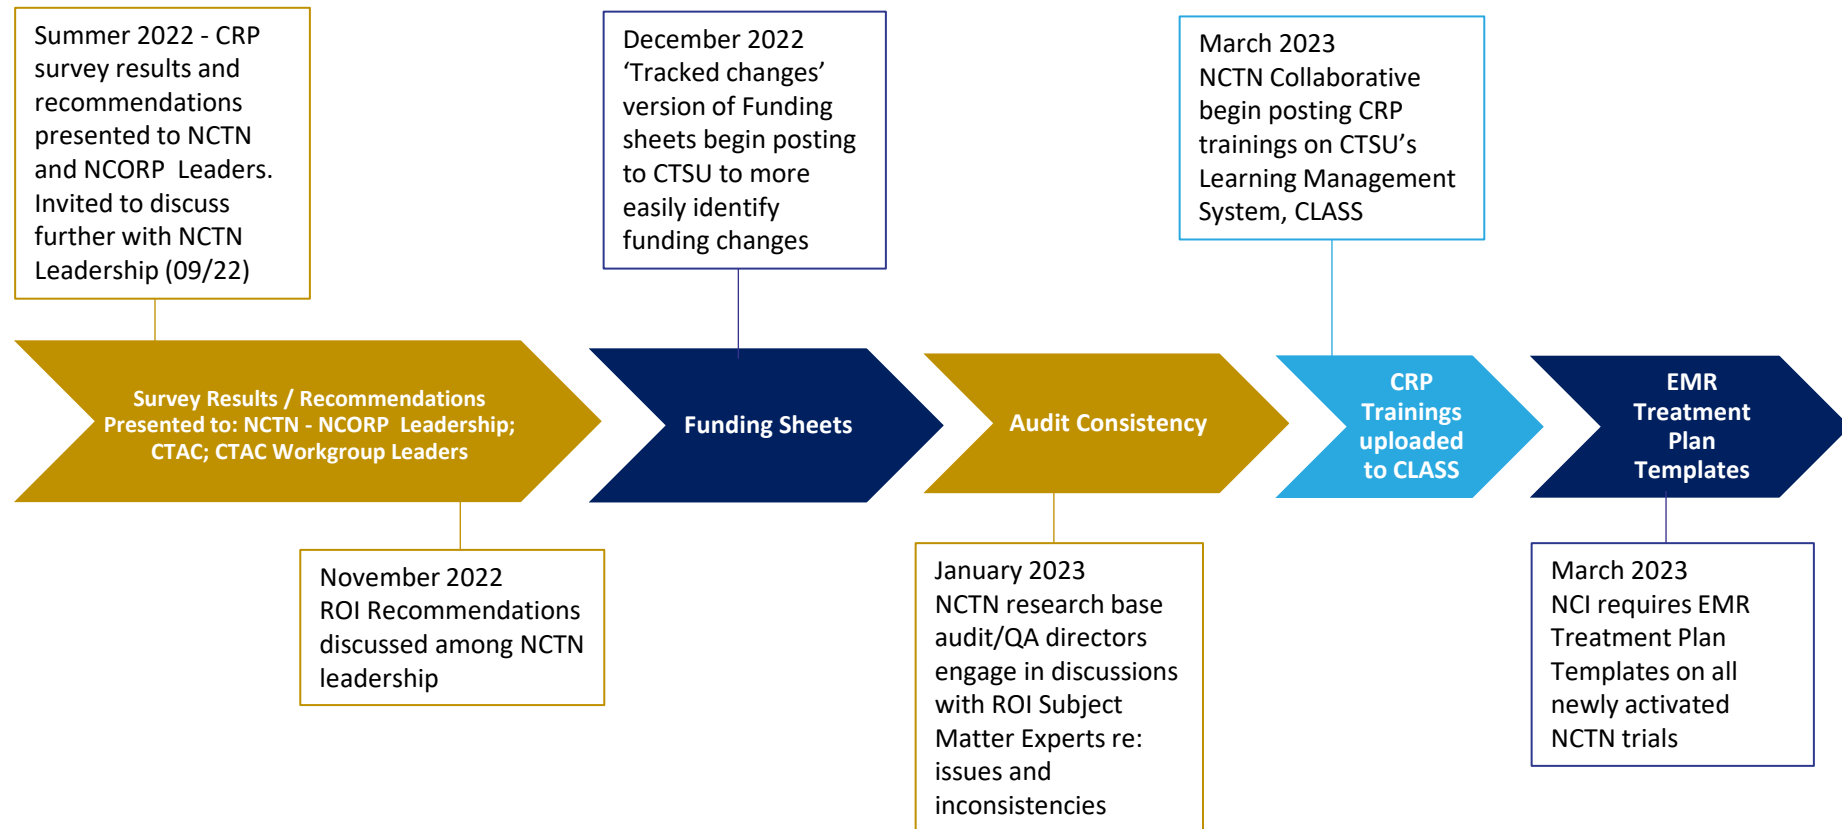 Summer 2022 - CRP
survey results and
recommendations
presented to NCTN
and NCORP Leaders.
Invited to discuss
further with NCTN
Leadership (09/22)
December 2022
‘Tracked changes’
version of Funding
sheets begin posting
to CTSU to more
easily identify
funding changes
March 2023
NCTN Collaborative
begin posting CRP
trainings on CTSU’s
Learning Management
System, CLASS
Survey Results / Recommendations
Presented to: NCTN - NCORP Leadership;
CTAC; CTAC Workgroup Leaders
Funding Sheets
Audit Consistency
CRP
Trainings
uploaded
to CLASS
EMR
Treatment
Plan
Templates
November 2022
ROI Recommendations
discussed among NCTN
leadership
January 2023
NCTN research base
audit/QA directors
engage in discussions
with ROI Subject
Matter Experts re:
issues and
inconsistencies
March 2023
NCI requires EMR
Treatment Plan
Templates on all
newly activated
NCTN trials